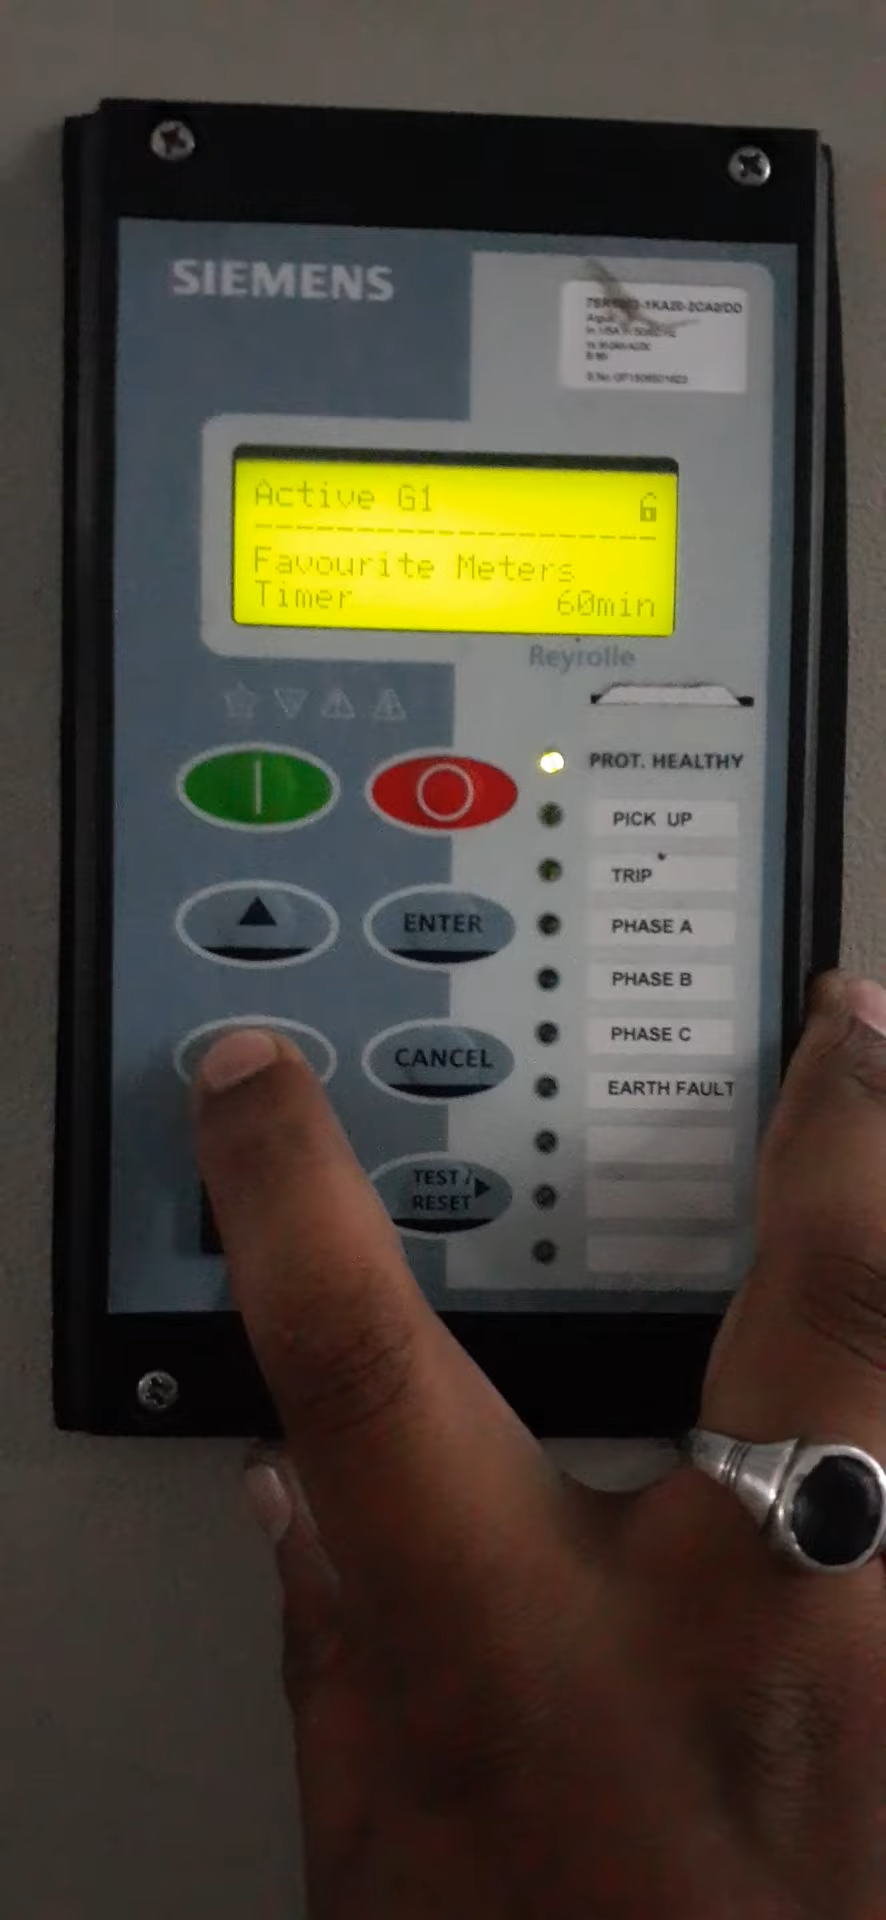 SIEMENS
Active G1
Favourite Meters
Timer 60min
Reyrolle
PROT. HEALTHY
PICK UP
TRIP
PHASE A
ENTER
PHASE B
PHASE C
CANCEL
EARTH FAULT
TEST /
RESET